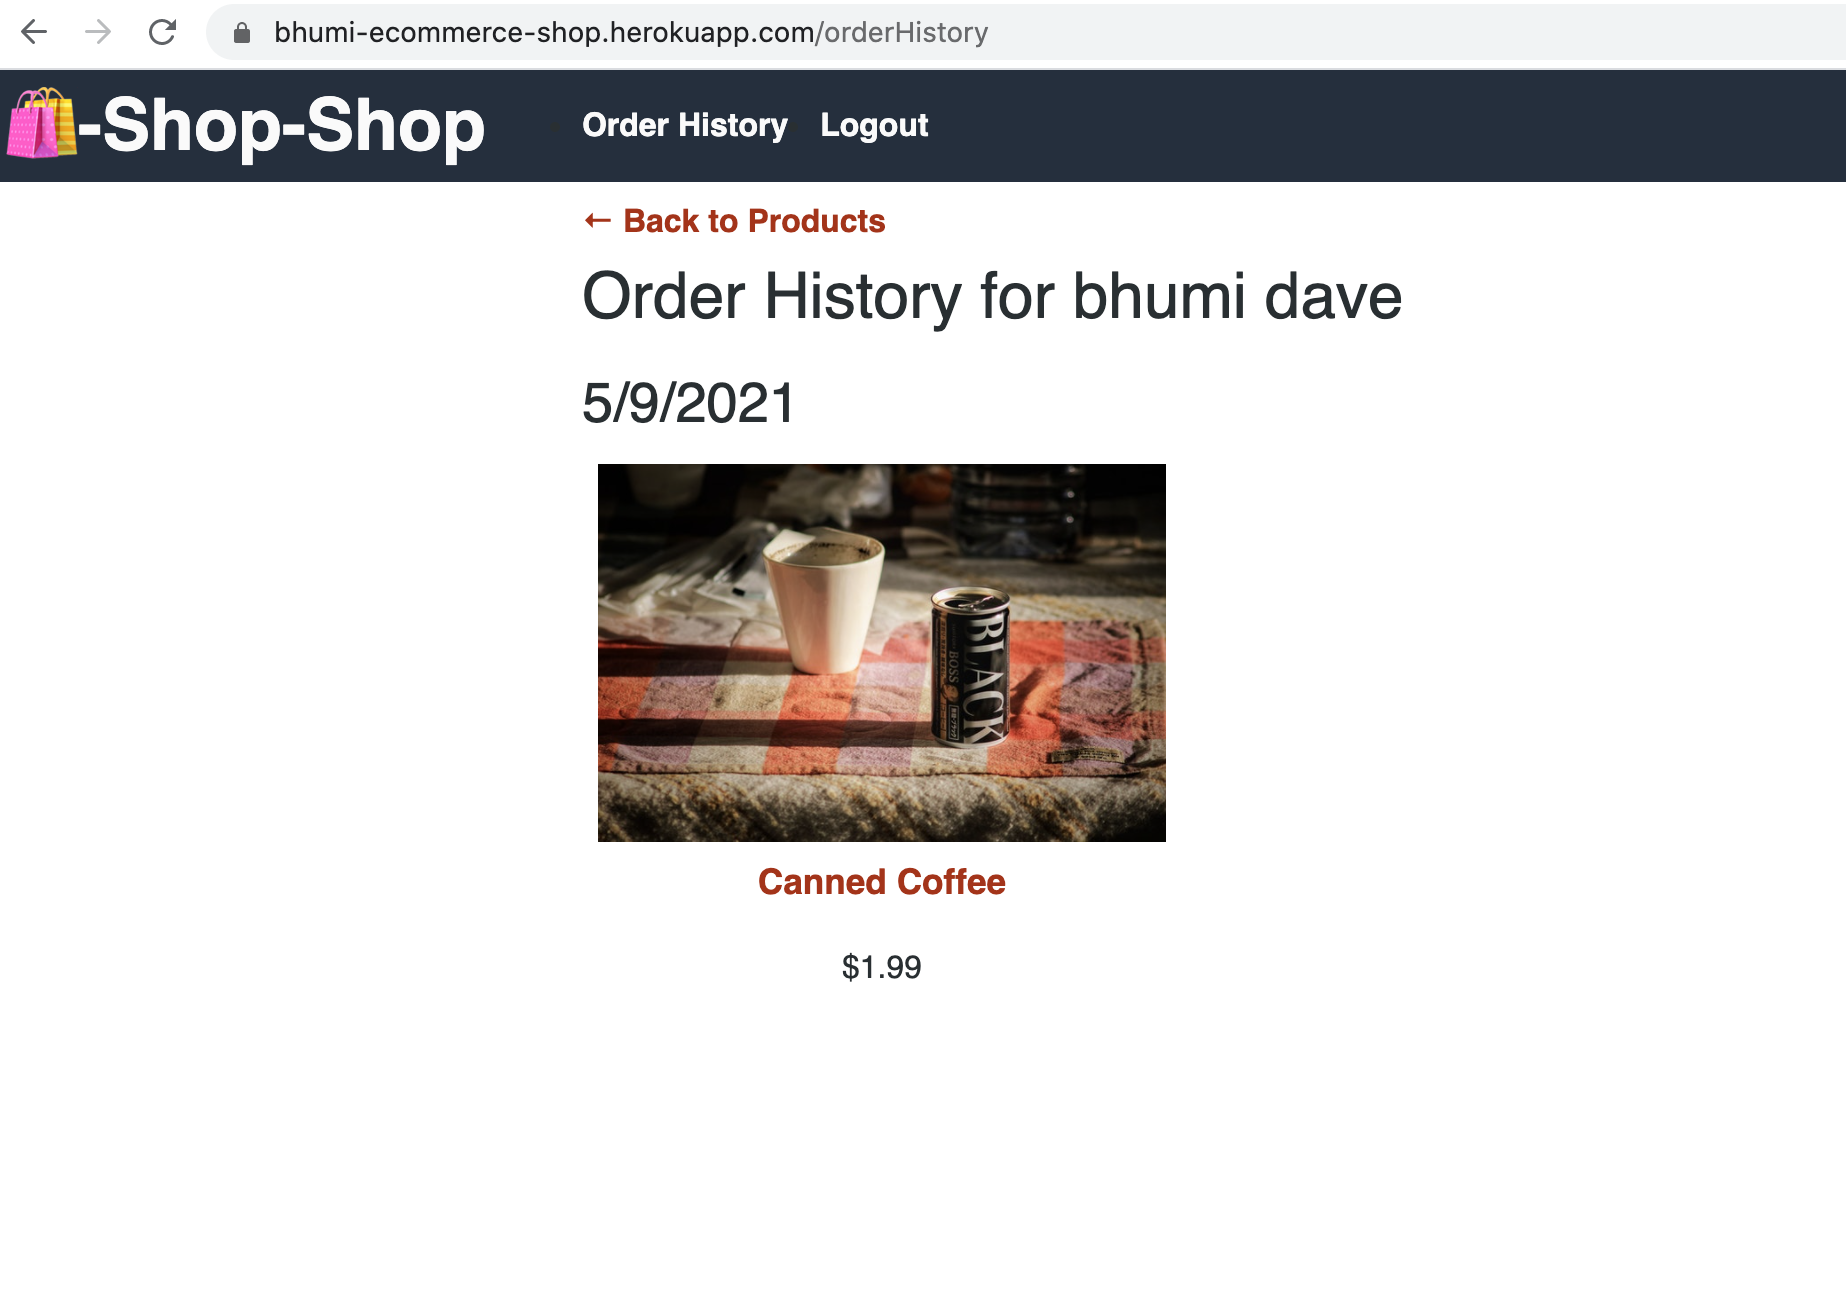 bhumi-ecommerce-shop.herokuapp.com/orderHistory
-Shop-Shop
Order History Logout
← Back to Products
Order History for bhumi dave
5/9/2021
BLACK
BOSS
Canned Coffee
$1.99